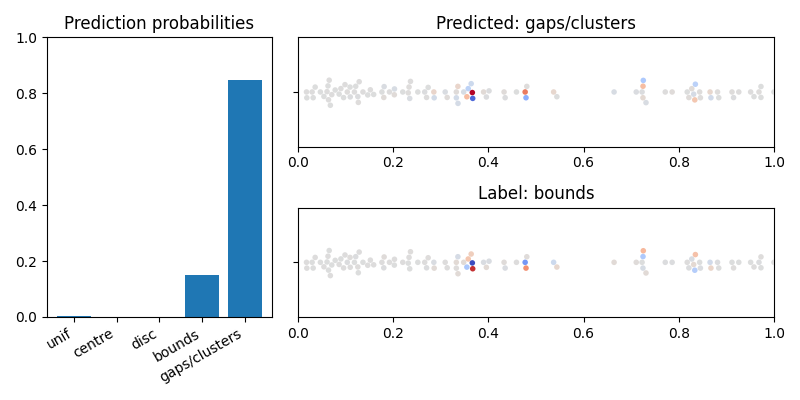 Prediction probabilities
1.0
0.8
0.6
0.4
0.2
0.0
unif
centre
disc
bounds
gaps/clusters
Predicted: gaps/clusters
0.0 0.2 0.4 0.6 0.8 1.0
Label: bounds
0.0 0.2 0.4 0.6 0.8 1.0